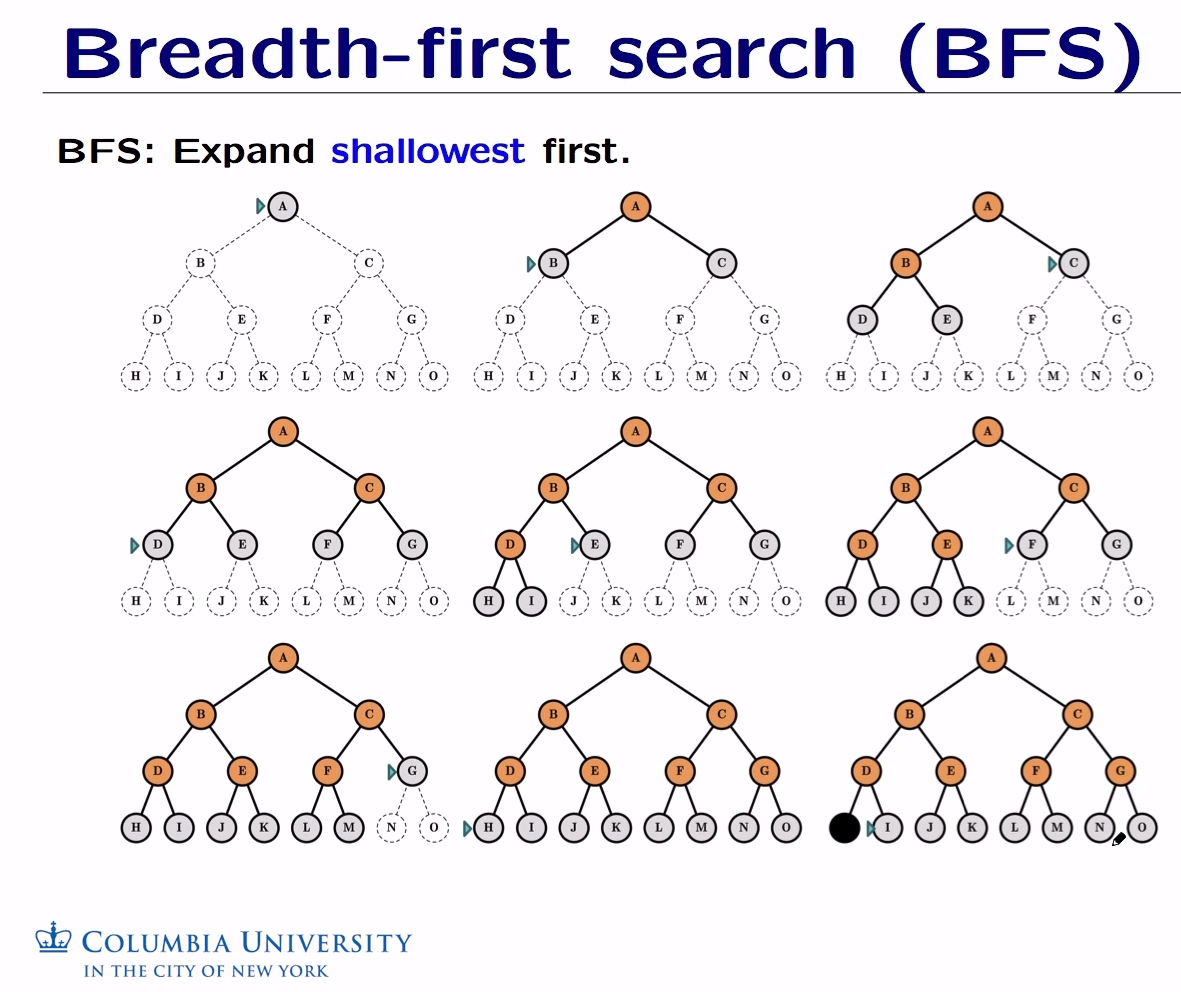 Breadth-first search (BFS)
BFS: Expand shallowest first.
A A A
B C B C B C
D E F G D E F G D E F G
H I J K L M N O H I J K L M N O H I J K L M N O
A A A
B C B C B C
D E F G D E F G D E F G
H I J K L M N O H I J K L M N O H I J K L M N O
A A A
B C B C B C
D E F G D E F G D E F G
H I J K L M N O H I J K L M N O I J K L M N O
COLUMBIA UNIVERSITY
IN THE CITY OF NEW YORK